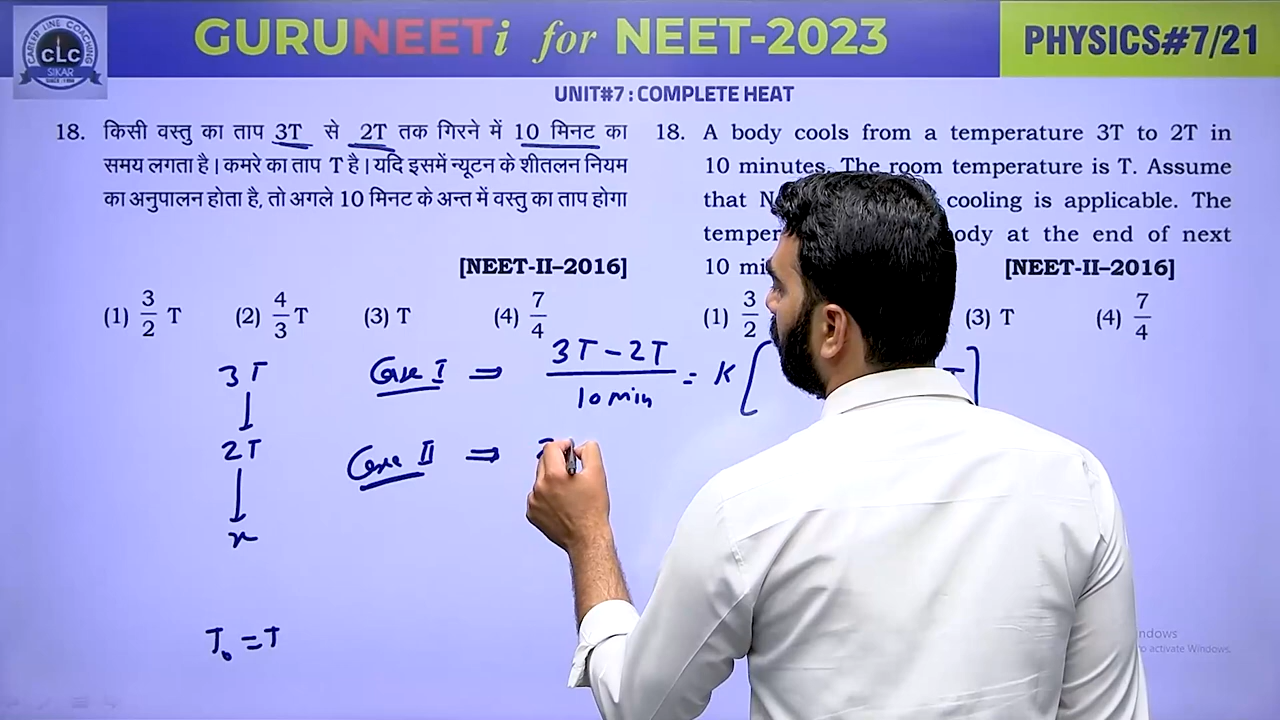 CAREER LINE COACHING
CLC
SIKAR
SINCE : 1996
GURUNEETi for NEET-2023
PHYSICS#7/21
UNIT#7 : COMPLETE HEAT
18. किसी वस्तु का ताप 3T से 2T तक गिरने में 10 मिनट का
समय लगता है। कमरे का ताप T है। यदि इसमें न्यूटन के शीतलन नियम
का अनुपालन होता है, तो अगले 10 मिनट के अन्त में वस्तु का ताप होगा
[NEET-II–2016]
(1) 3/2 T (2) 4/3 T (3) T (4) 7/4
18. A body cools from a temperature 3T to 2T in
10 minutes. The room temperature is T. Assume
that cooling is applicable. The
at the end of next
10
[NEET-II–2016]
(1) 3/2 (3) T (4) 7/4
3T
2T
x
T₀ = T
Case I ⇒ 3T - 2T / 10 min = K [ ]
Case II ⇒